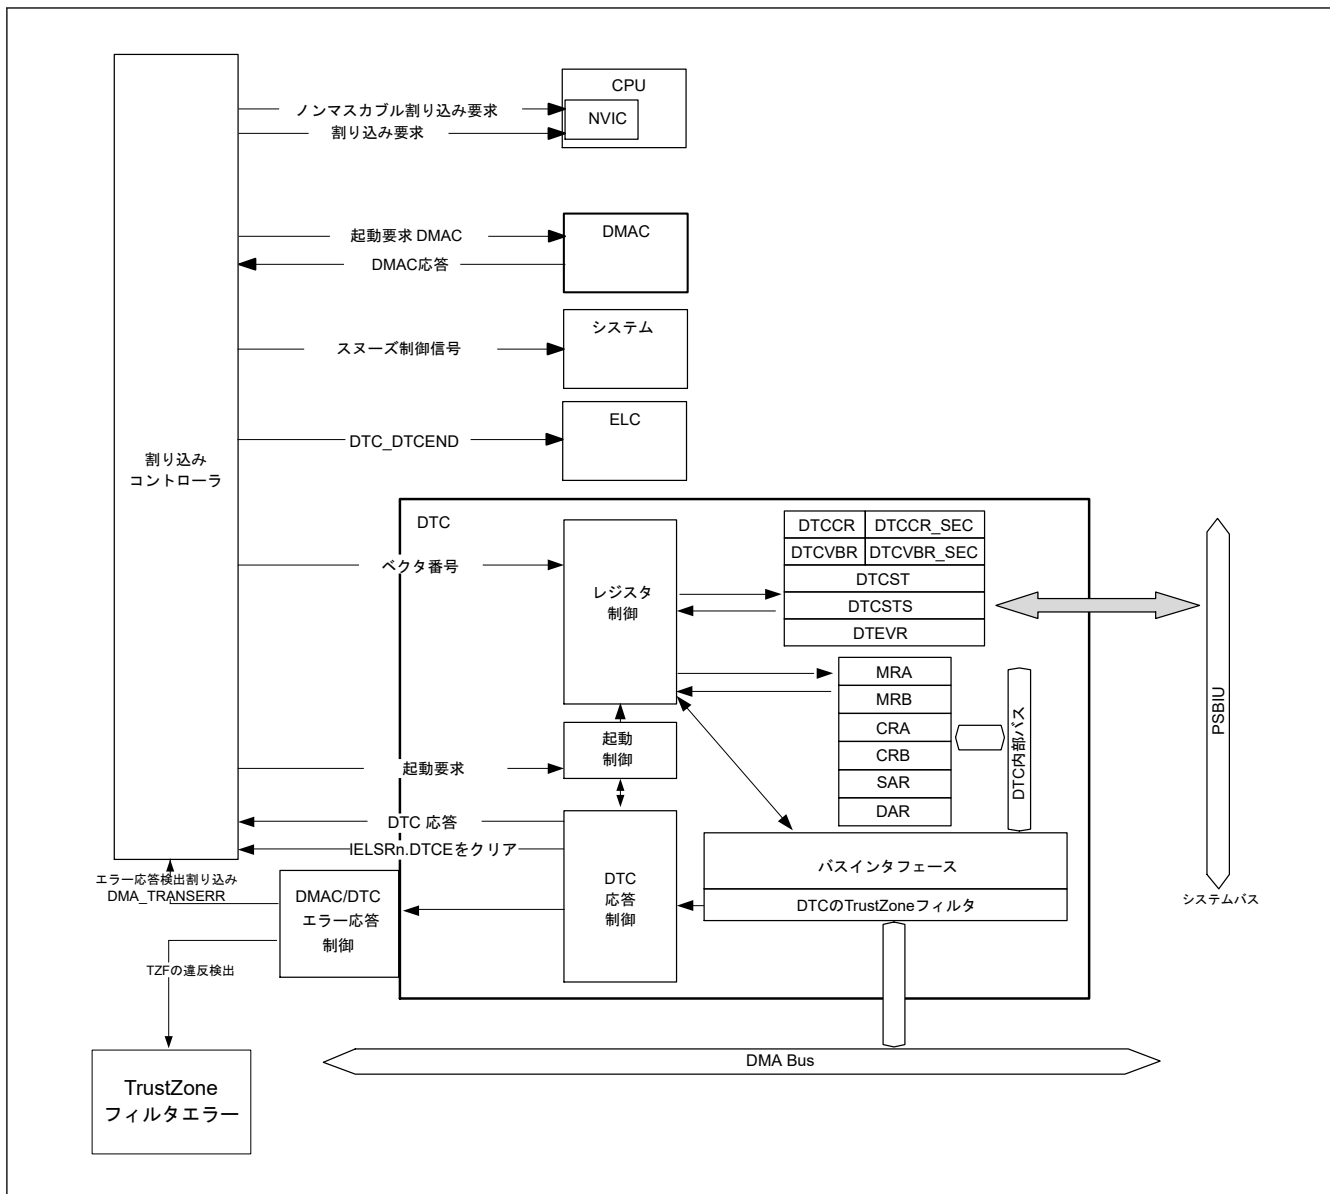 CPU
NVIC
ノンマスカブル割り込み要求
割り込み要求
DMAC
起動要求 DMAC
DMAC応答
システム
スヌーズ制御信号
ELC
DTC_DTCEND
割り込み
コントローラ
DTC
ベクタ番号
レジスタ
制御
DTCCR
DTCCR_SEC
DTCVBR
DTCVBR_SEC
DTCST
DTCSTS
DTEVR
MRA
MRB
CRA
CRB
SAR
DAR
DTC内部バス
PSBIU
システムバス
起動
制御
起動要求
DTC 応答
IELSRn.DTCEをクリア
DTC
応答
制御
バスインタフェース
DTCのTrustZoneフィルタ
エラー応答検出割り込み
DMA_TRANSERR
DMAC/DTC
エラー応答
制御
TZFの違反検出
TrustZone
フィルタエラー
DMA Bus